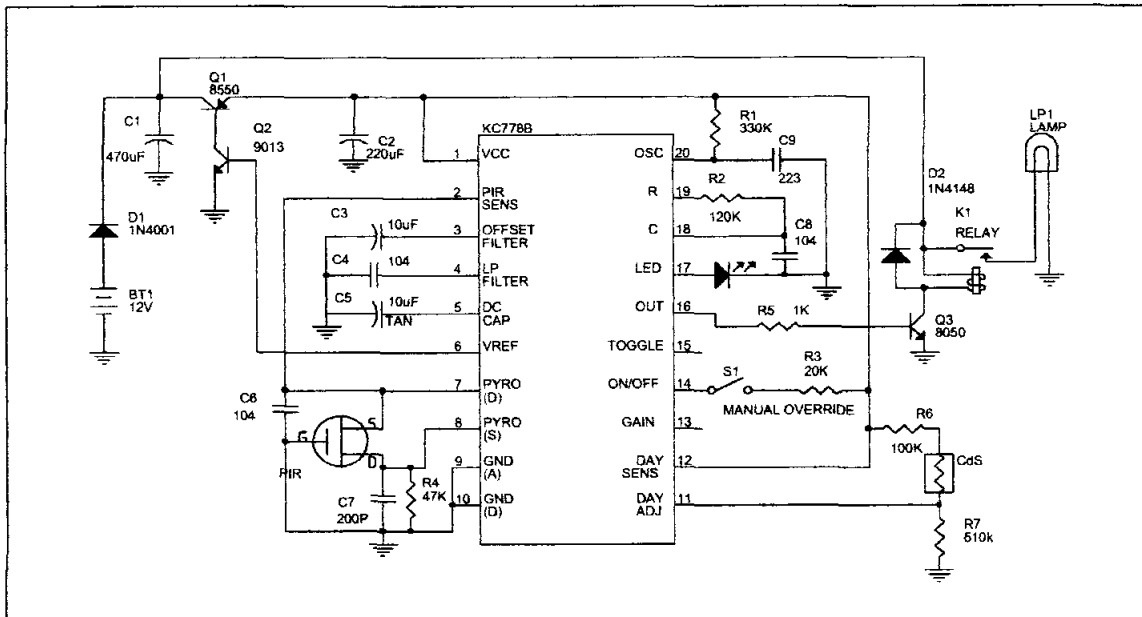 Q1
8550
C1
470uF
Q2
9013
C2
220uF
D1
1N4001
BT1
12V
KC778B
1 VCC
2 PIR SENS
3 OFFSET FILTER
4 LP FILTER
5 DC CAP
6 VREF
7 PYRO (D)
8 PYRO (S)
9 GND (A)
10 GND (D)
OSC 20
R 19
C 18
LED 17
OUT 16
TOGGLE 15
ON/OFF 14
GAIN 13
DAY SENS 12
DAY ADJ 11
C3
10uF
C4
104
C5
10uF
TAN
C6
104
G
S
D
PIR
C7
200P
R4
47K
R1
330K
C9
223
R2
120K
C8
104
R5 1K
S1
R3
20K
MANUAL OVERRIDE
R6
100K
CdS
R7
510k
LP1
LAMP
D2
1N4148
K1
RELAY
Q3
8050